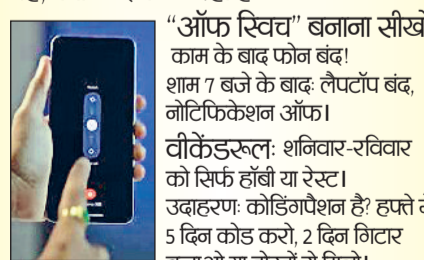 “ऑफ स्विच” बनाना सीखो
काम के बाद फोन बंद!
शाम 7 बजे के बादः लैपटॉप बंद,
नोटिफिकेशन ऑफ।
वीकेंडरूलः शनिवार-रविवार
को सिर्फ हॉबी या रेस्ट।
उदाहरणः कोडिंगपैशन है? हफ्ते में
5 दिन कोड करो, 2 दिन गिटार